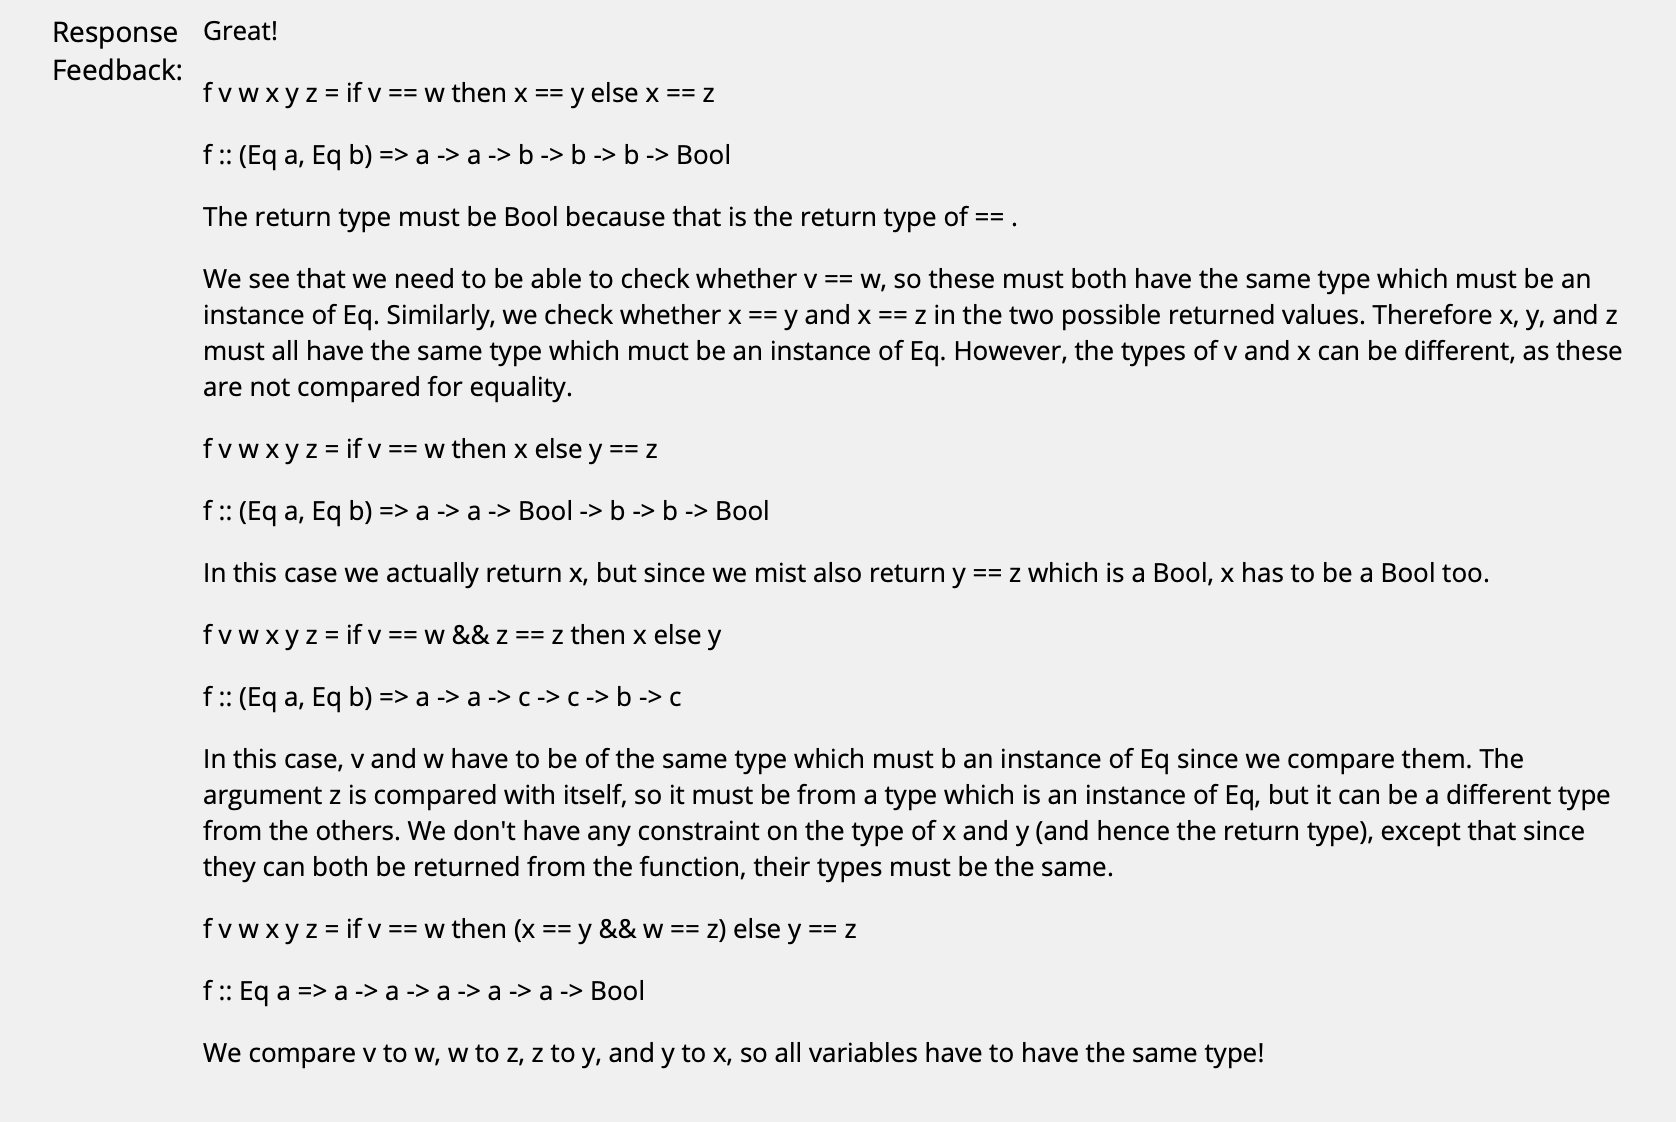 Response Feedback:
Great!
f v w x y z = if v == w then x == y else x == z
f :: (Eq a, Eq b) => a -> a -> b -> b -> b -> Bool
The return type must be Bool because that is the return type of == .
We see that we need to be able to check whether v == w, so these must both have the same type which must be an
instance of Eq. Similarly, we check whether x == y and x == z in the two possible returned values. Therefore x, y, and z
must all have the same type which muct be an instance of Eq. However, the types of v and x can be different, as these
are not compared for equality.
f v w x y z = if v == w then x else y == z
f :: (Eq a, Eq b) => a -> a -> Bool -> b -> b -> Bool
In this case we actually return x, but since we mist also return y == z which is a Bool, x has to be a Bool too.
f v w x y z = if v == w && z == z then x else y
f :: (Eq a, Eq b) => a -> a -> c -> c -> b -> c
In this case, v and w have to be of the same type which must b an instance of Eq since we compare them. The
argument z is compared with itself, so it must be from a type which is an instance of Eq, but it can be a different type
from the others. We don't have any constraint on the type of x and y (and hence the return type), except that since
they can both be returned from the function, their types must be the same.
f v w x y z = if v == w then (x == y && w == z) else y == z
f :: Eq a => a -> a -> a -> a -> a -> Bool
We compare v to w, w to z, z to y, and y to x, so all variables have to have the same type!